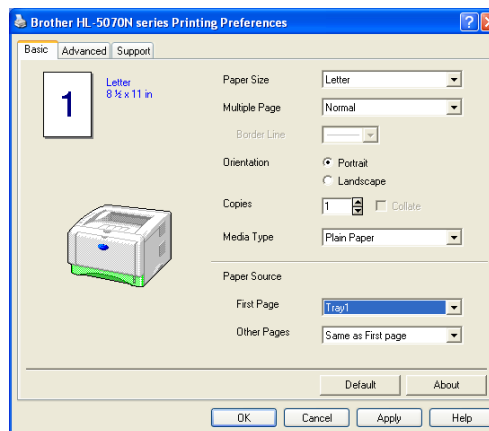 Brother HL-5070N series Printing Preferences
Basic Advanced Support
Letter
8 ½ x 11 in
1
Paper Size Letter
Multiple Page Normal
Border Line
Orientation Portrait
Landscape
Copies 1 Collate
Media Type Plain Paper
Paper Source
First Page Tray1
Other Pages Same as First page
Default About
OK Cancel Apply Help